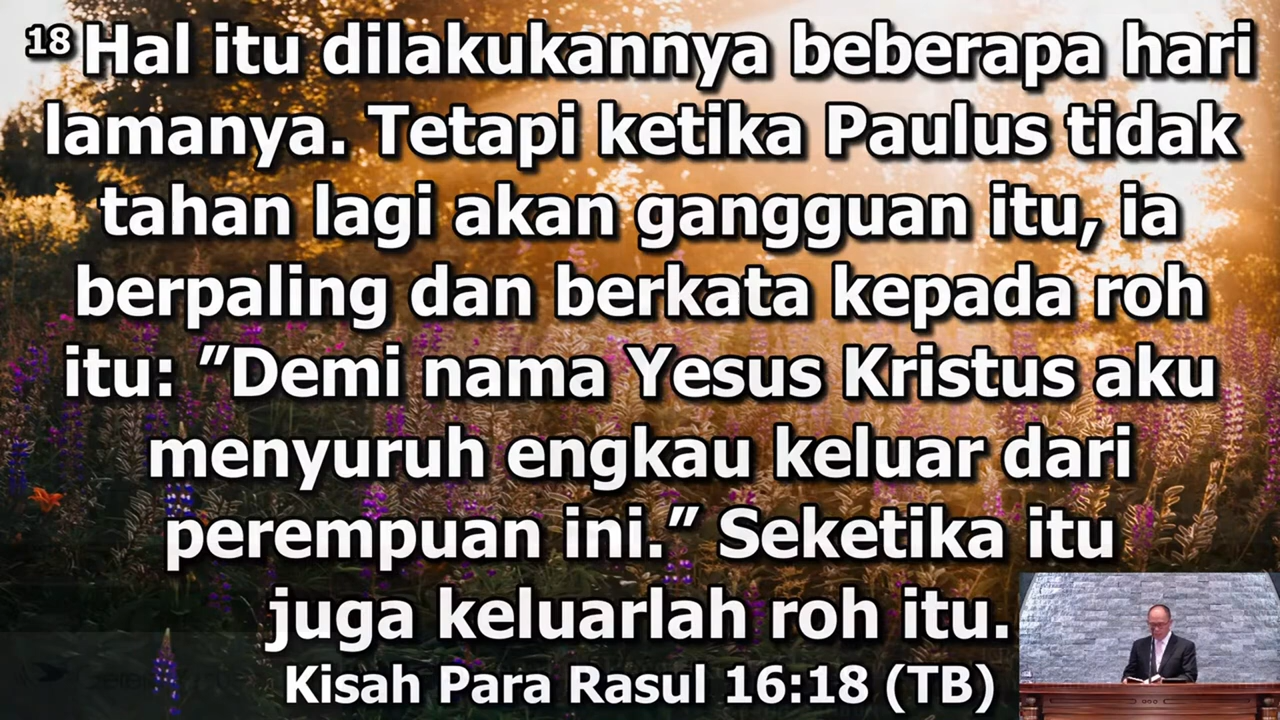 18 Hal itu dilakukannya beberapa hari
lamanya. Tetapi ketika Paulus tidak
tahan lagi akan gangguan itu, ia
berpaling dan berkata kepada roh
itu: ”Demi nama Yesus Kristus aku
menyuruh engkau keluar dari
perempuan ini.” Seketika itu
juga keluarlah roh itu.
Kisah Para Rasul 16:18 (TB)